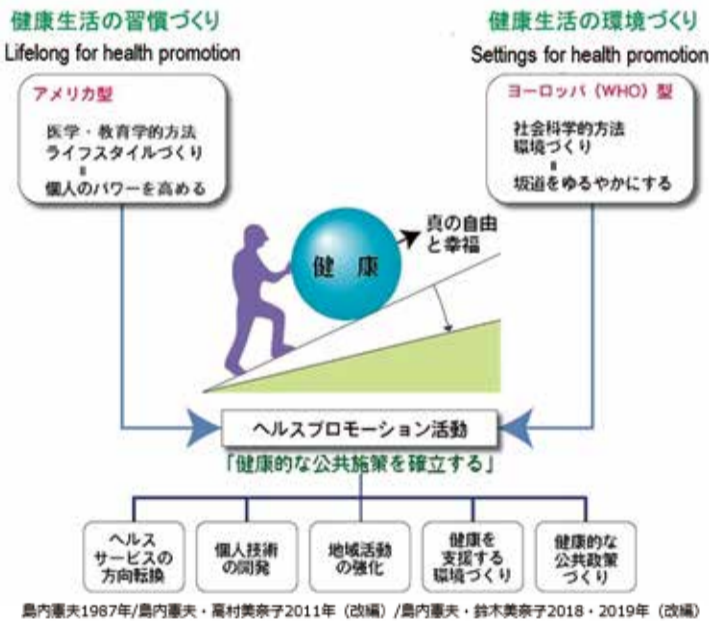 健康生活の習慣づくり
Lifelong for health promotion
アメリカ型
医学・教育学的方法
ライフスタイルづくり
=
個人のパワーを高める
健康生活の環境づくり
Settings for health promotion
ヨーロッパ（WHO）型
社会科学的方法
環境づくり
=
坂道をゆるやかにする
健 康
真の自由
と幸福
ヘルスプロモーション活動
「健康的な公共施策を確立する」
ヘルス
サービスの
方向転換
個人技術
の開発
地域活動
の強化
健康を
支援する
環境づくり
健康的な
公共政策
づくり
島内憲夫1987年/島内憲夫・高村美奈子2011年（改編）/島内憲夫・鈴木美奈子2018・2019年（改編）